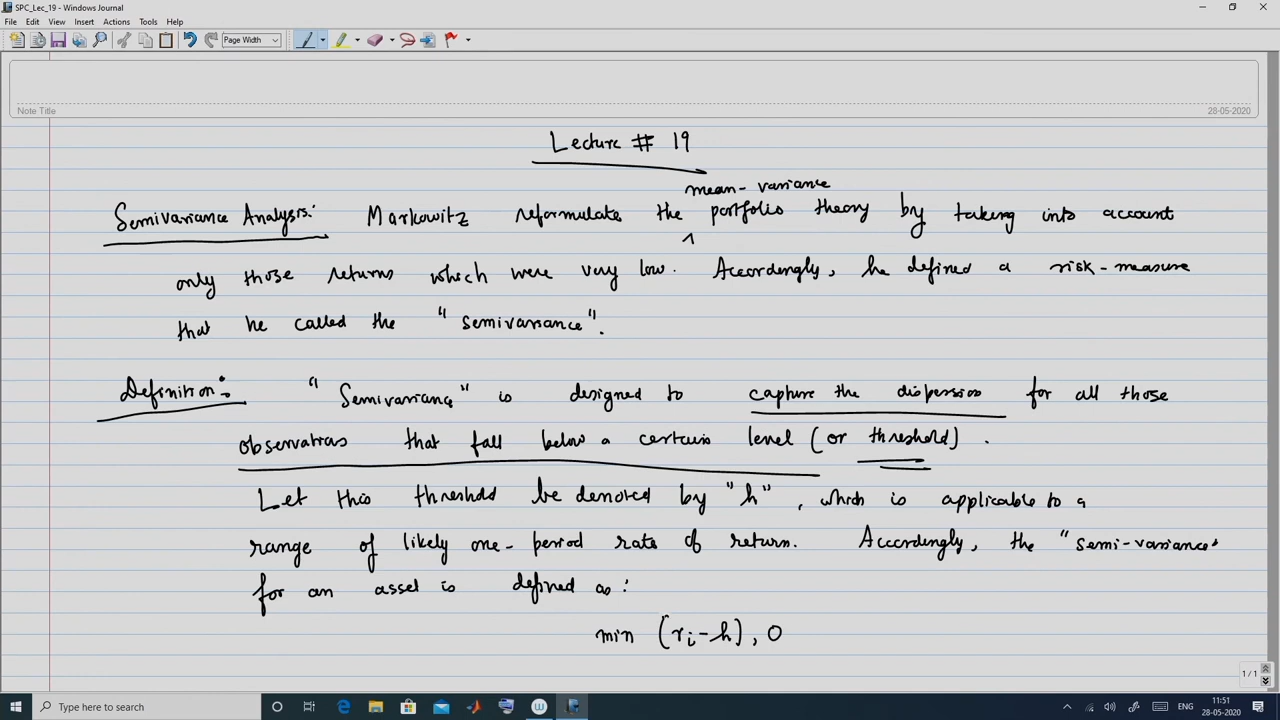 SPC_Lec_19 - Windows Journal
File Edit View Insert Actions Tools Help
Page Width
Note Title
28-05-2020
Lecture # 19
mean-variance
Semivariance Analysis: Markowitz reformulate the ^ portfolio theory by taking into account
only those returns which were very low. Accordingly, he defined a risk-measure
that he called the "semivariance".
Definition: "Semivariance" is designed to capture the dispersion for all those
observations that fall below a certain level (or threshold).
Let this threshold be denoted by "h", which is applicable to a
range of likely one-period rate of return. Accordingly, the "semi-variance"
for an asset is defined as:
min (ri-h), 0
1/1
Type here to search
ENG
11:51
28-05-2020